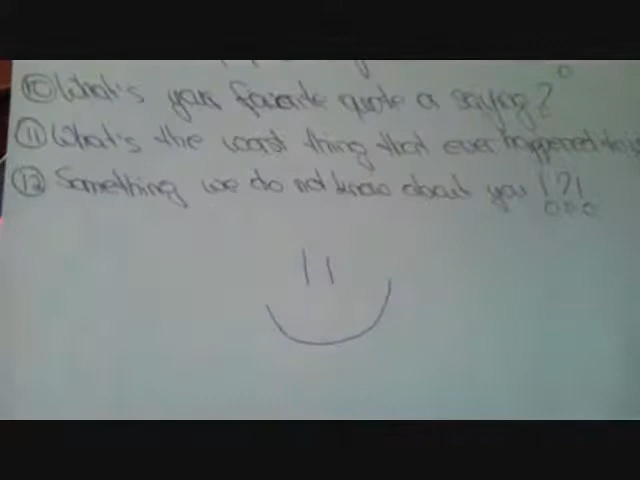 ⑩ What's your favorite quote or saying?
⑪ What's the worst thing that ever happened to
⑫ Something we do not know about you !?!